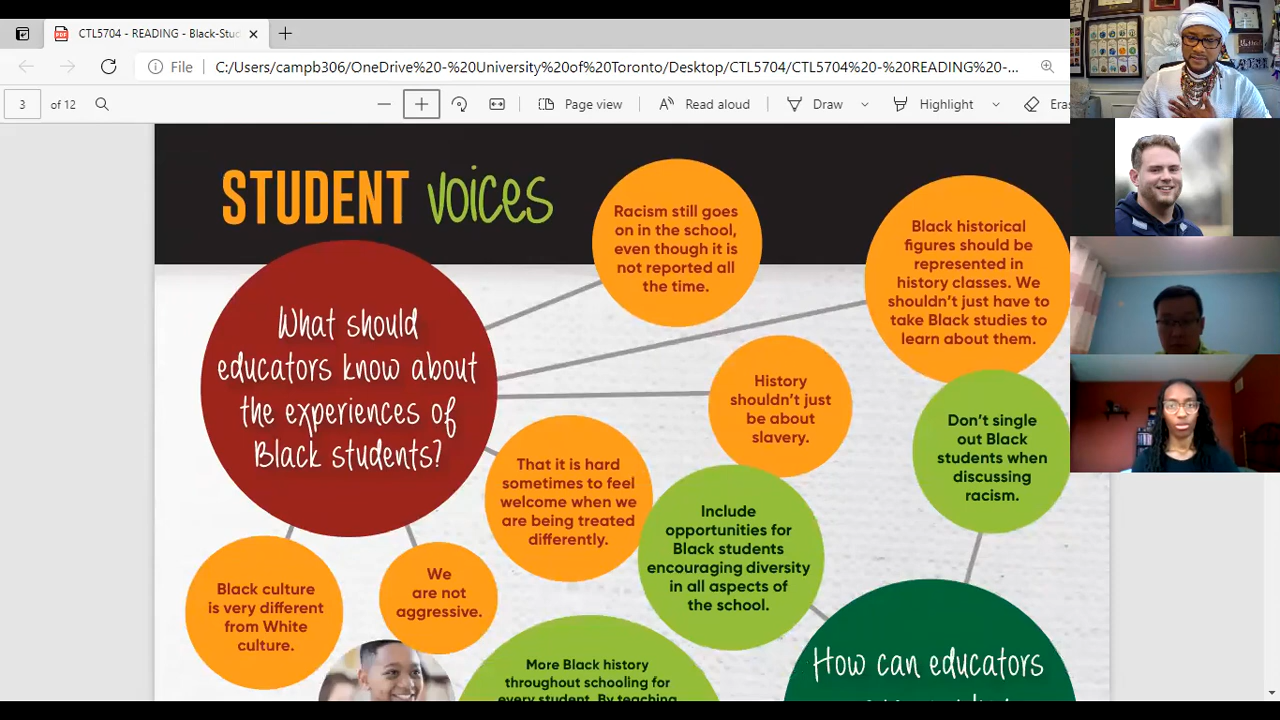 CTL5704 - READING - Black-Stud
File
C:/Users/campb306/OneDrive%20-%20University%20of%20Toronto/Desktop/CTL5704/CTL5704%20-%20READING%20-...
3
of 12
Page view
Read aloud
Draw
Highlight
STUDENT voices
Racism still goes
on in the school,
even though it is
not reported all
the time.
Black historical
figures should be
represented in
history classes. We
shouldn't just have to
take Black studies to
learn about them.
What should
educators know about
the experiences of
Black students?
History
shouldn't just
be about
slavery.
Don't single
out Black
students when
discussing
racism.
That it is hard
sometimes to feel
welcome when we
are being treated
differently.
Include
opportunities for
Black students
encouraging diversity
in all aspects of
the school.
Black culture
is very different
from White
culture.
We
are not
aggressive.
More Black history
throughout schooling for
every student. By teaching
How can educators